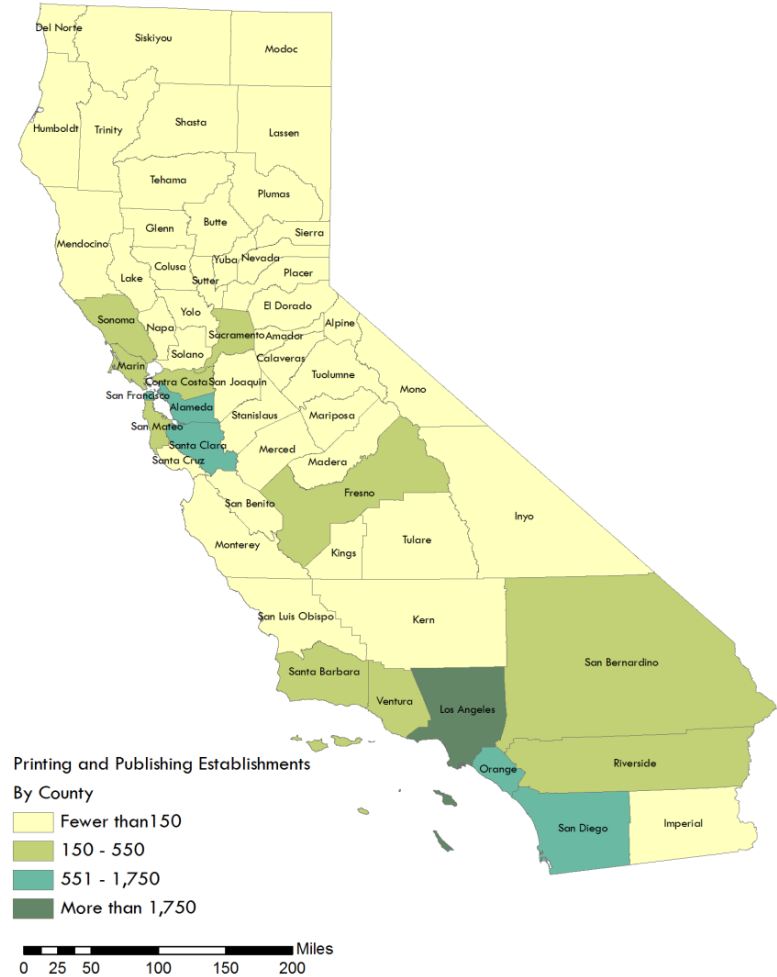 Del Norte
Siskiyou
Modoc
Humboldt
Trinity
Shasta
Lassen
Tehama
Plumas
Mendocino
Glenn
Butte
Sierra
Lake
Colusa
Sutter
Yuba
Nevada
Placer
Sonoma
Napa
Yolo
Sacramento
El Dorado
Alpine
Marin
Solano
Amador
Calaveras
Contra Costa
San Joaquin
Tuolumne
Mono
San Francisco
Alameda
Stanislaus
Mariposa
San Mateo
Santa Clara
Merced
Santa Cruz
Madera
San Benito
Fresno
Inyo
Monterey
Kings
Tulare
San Luis Obispo
Kern
Santa Barbara
Ventura
Los Angeles
San Bernardino
Orange
Riverside
San Diego
Imperial
Printing and Publishing Establishments
By County
Fewer than150
150 - 550
551 - 1,750
More than 1,750
Miles
0 25 50 100 150 200